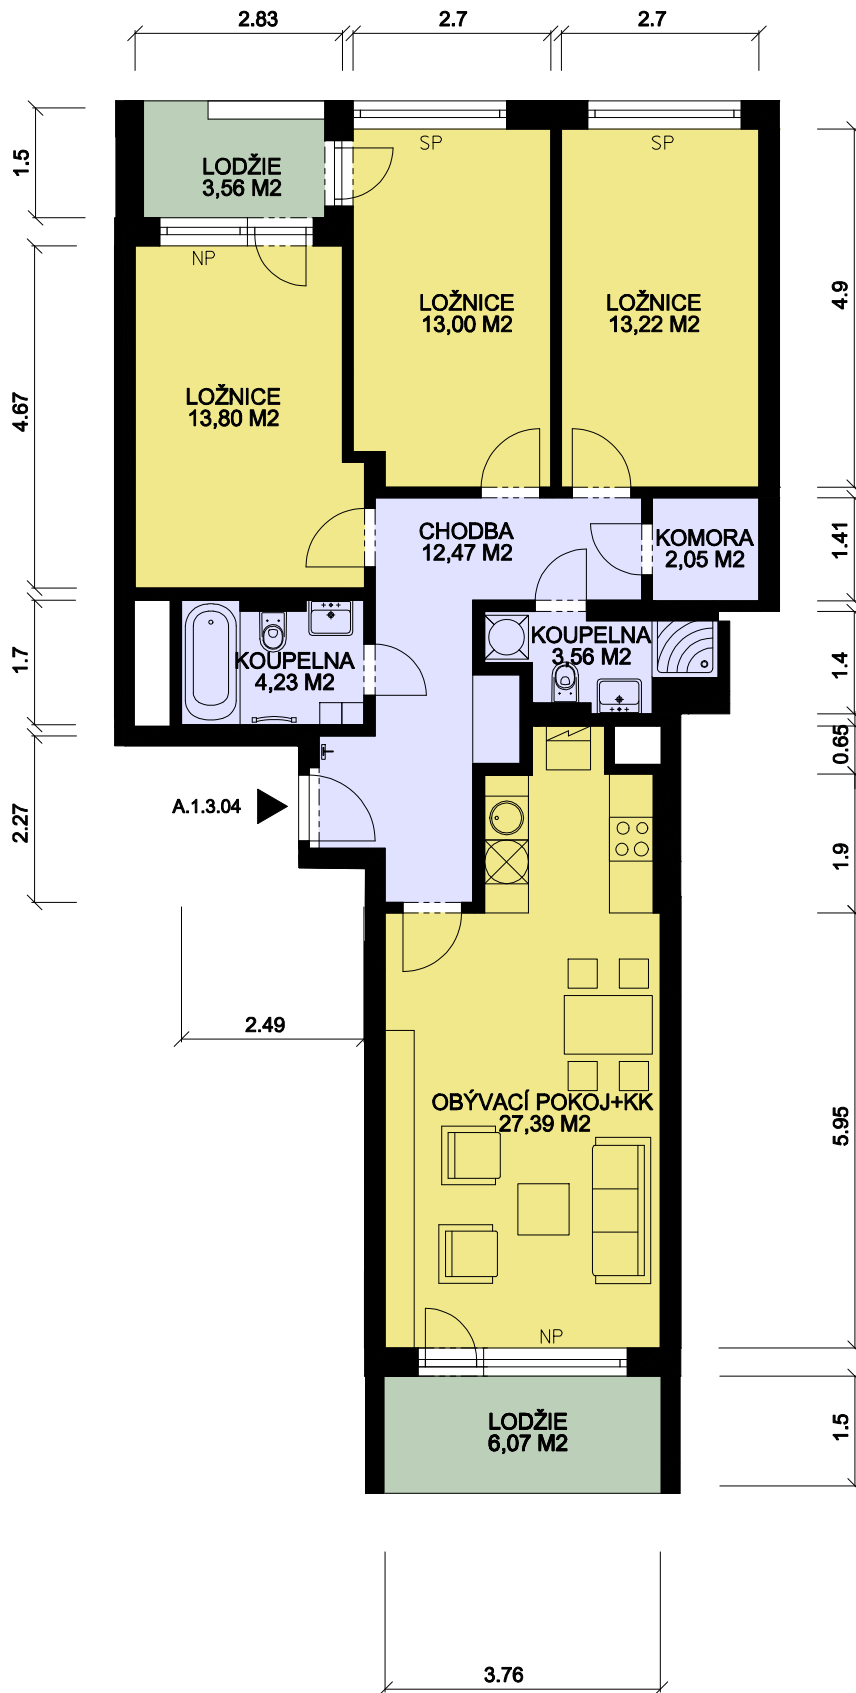 2.83
2.7
2.7
1.5
LODŽIE
3,56 M2
SP
SP
NP
LOŽNICE
13,00 M2
LOŽNICE
13,22 M2
4.9
LOŽNICE
13,80 M2
4.67
CHODBA
12,47 M2
KOMORA
2,05 M2
1.41
KOUPELNA
4,23 M2
1.7
KOUPELNA
3,56 M2
1.4
0.65
A.1.3.04
2.27
1.9
2.49
OBÝVACÍ POKOJ+KK
27,39 M2
5.95
NP
LODŽIE
6,07 M2
1.5
3.76